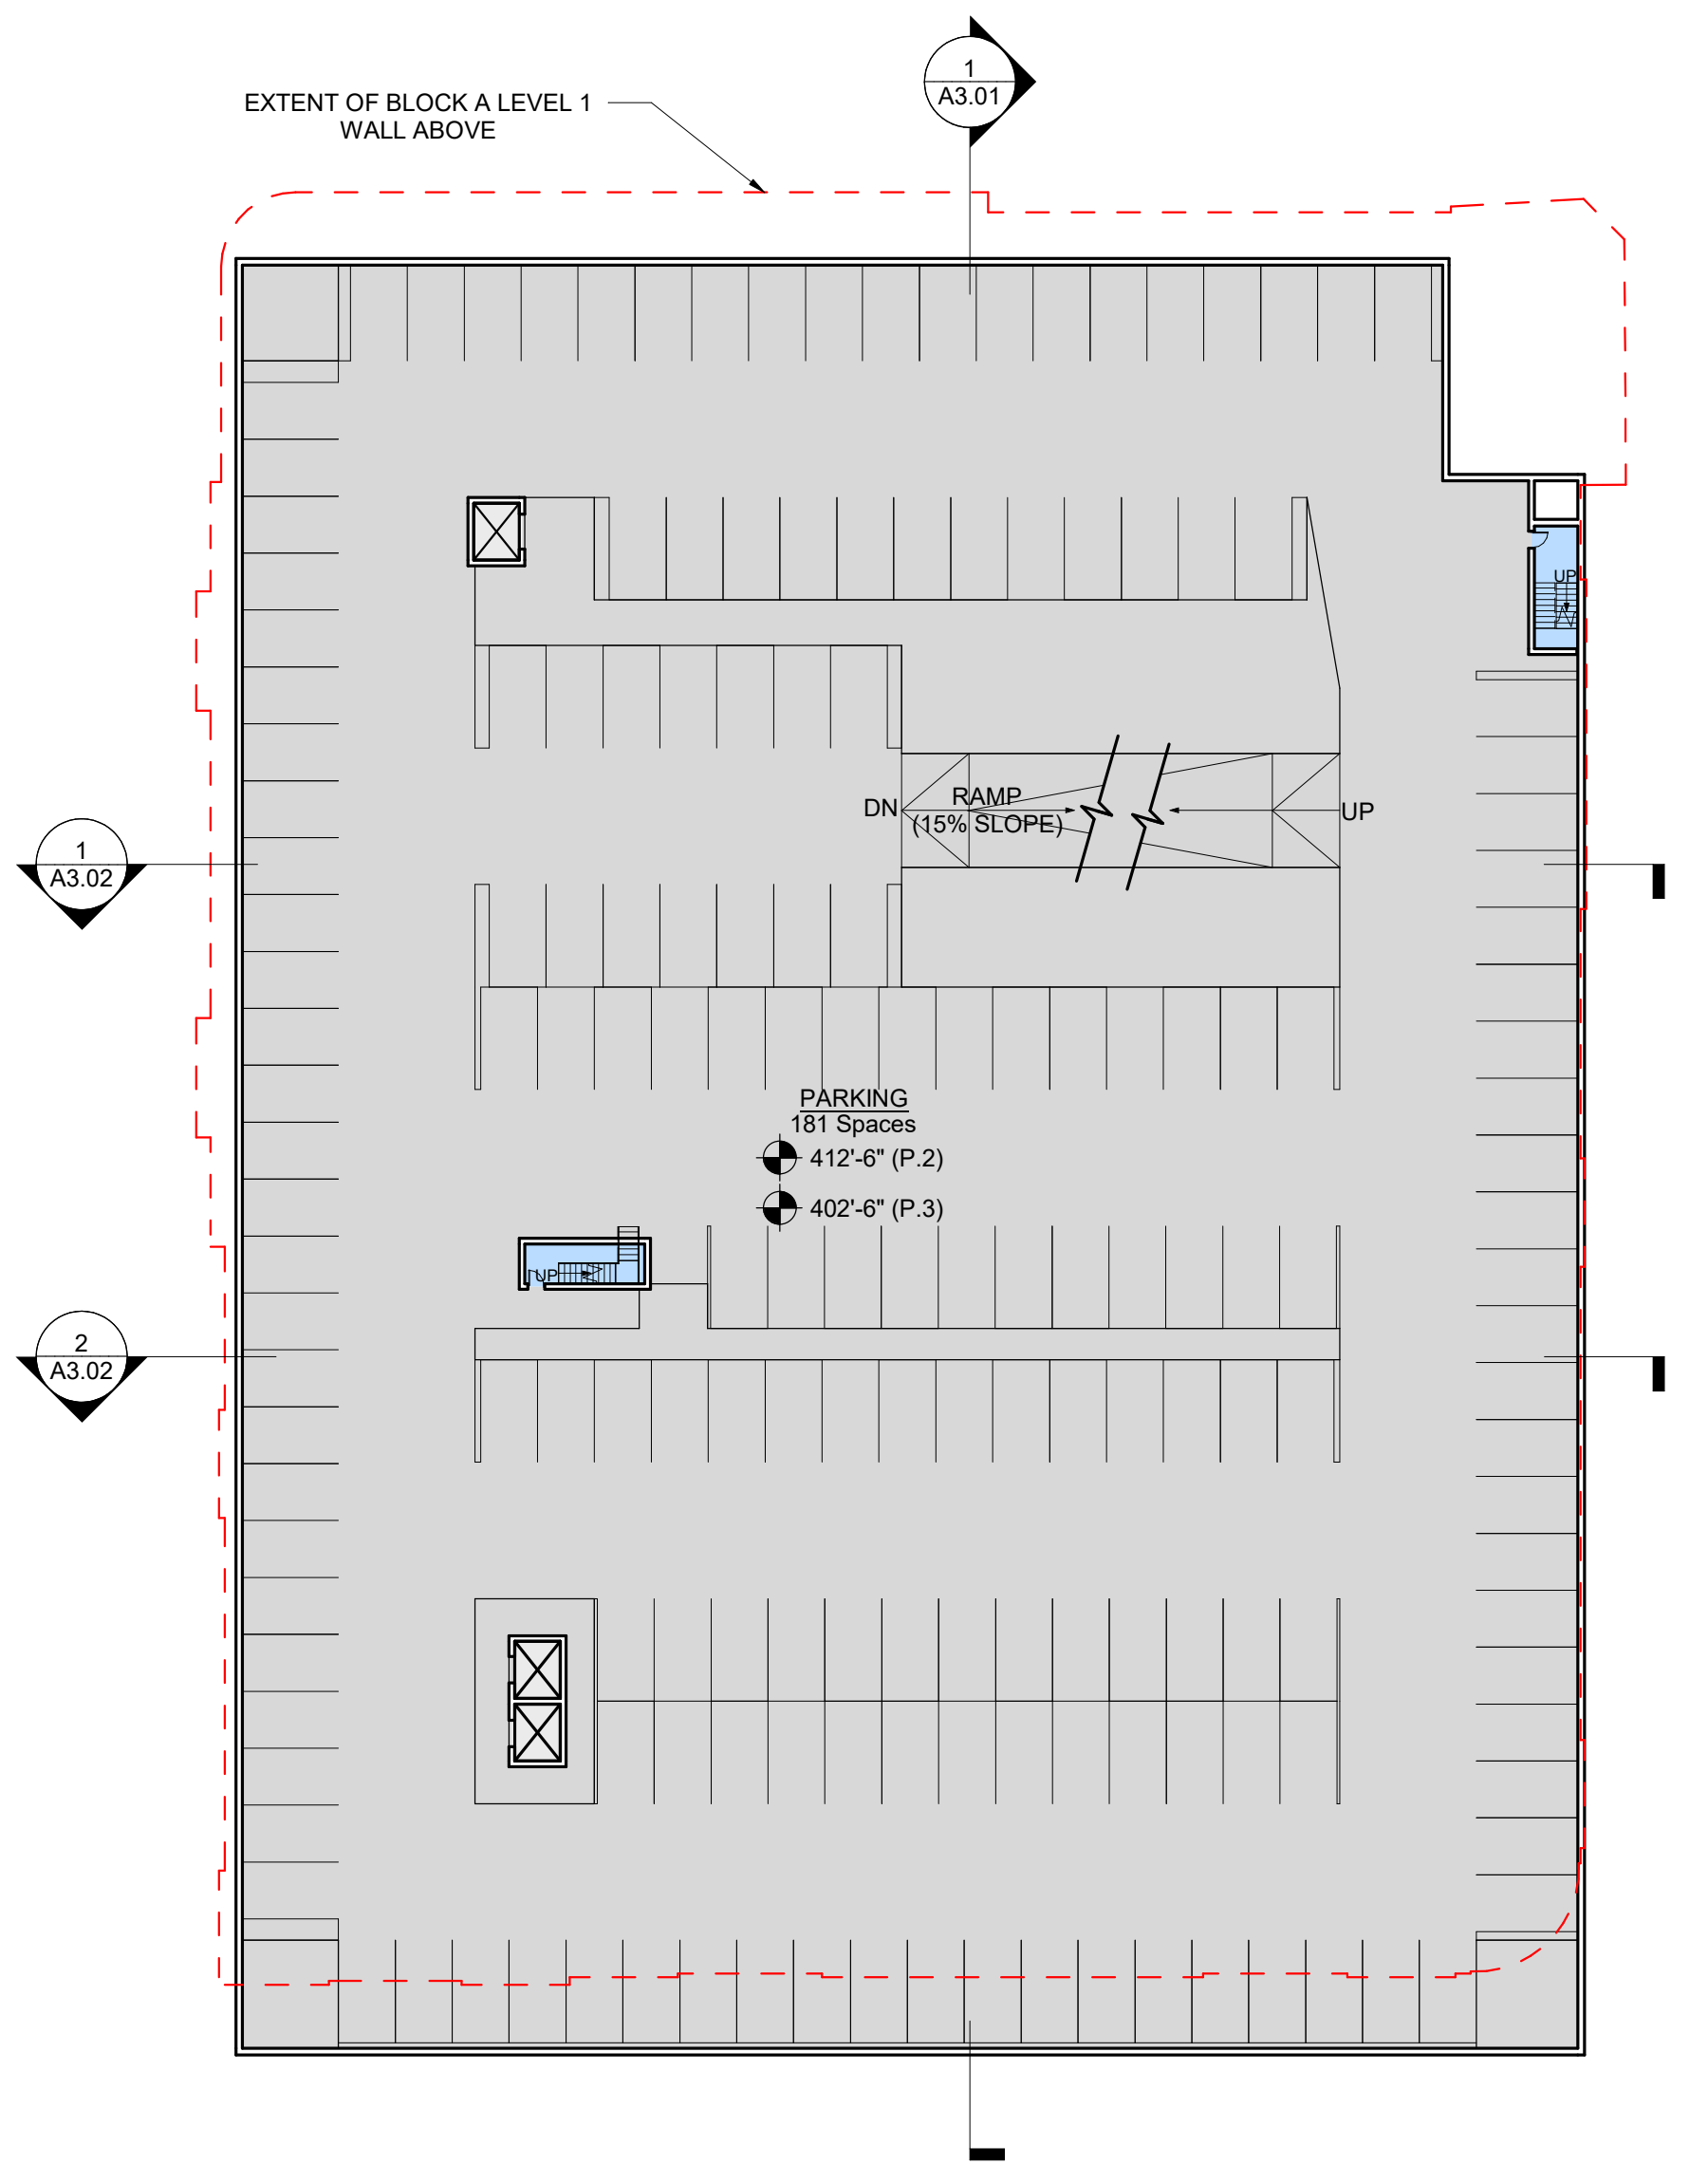 1
A3.01
EXTENT OF BLOCK A LEVEL 1
WALL ABOVE
UP
DN
RAMP
(15% SLOPE)
UP
1
A3.02
PARKING
181 Spaces
412'-6" (P.2)
402'-6" (P.3)
UP
2
A3.02